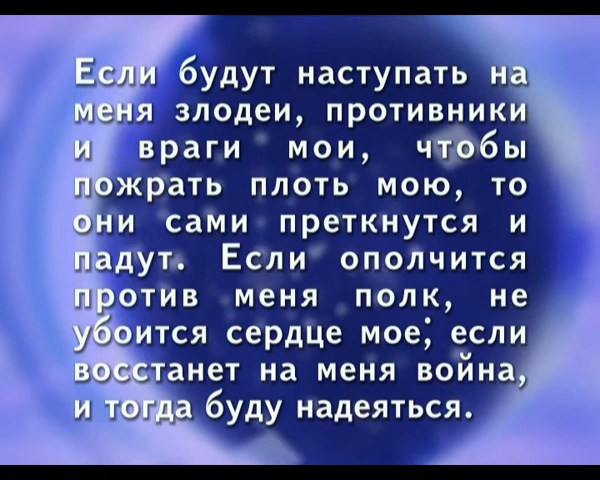 Если будут наступать на
меня злодеи, противники
и враги мои, чтобы
пожрать плоть мою, то
они сами преткнутся и
падут. Если ополчится
против меня полк, не
убоится сердце мое; если
восстанет на меня война,
и тогда буду надеяться.